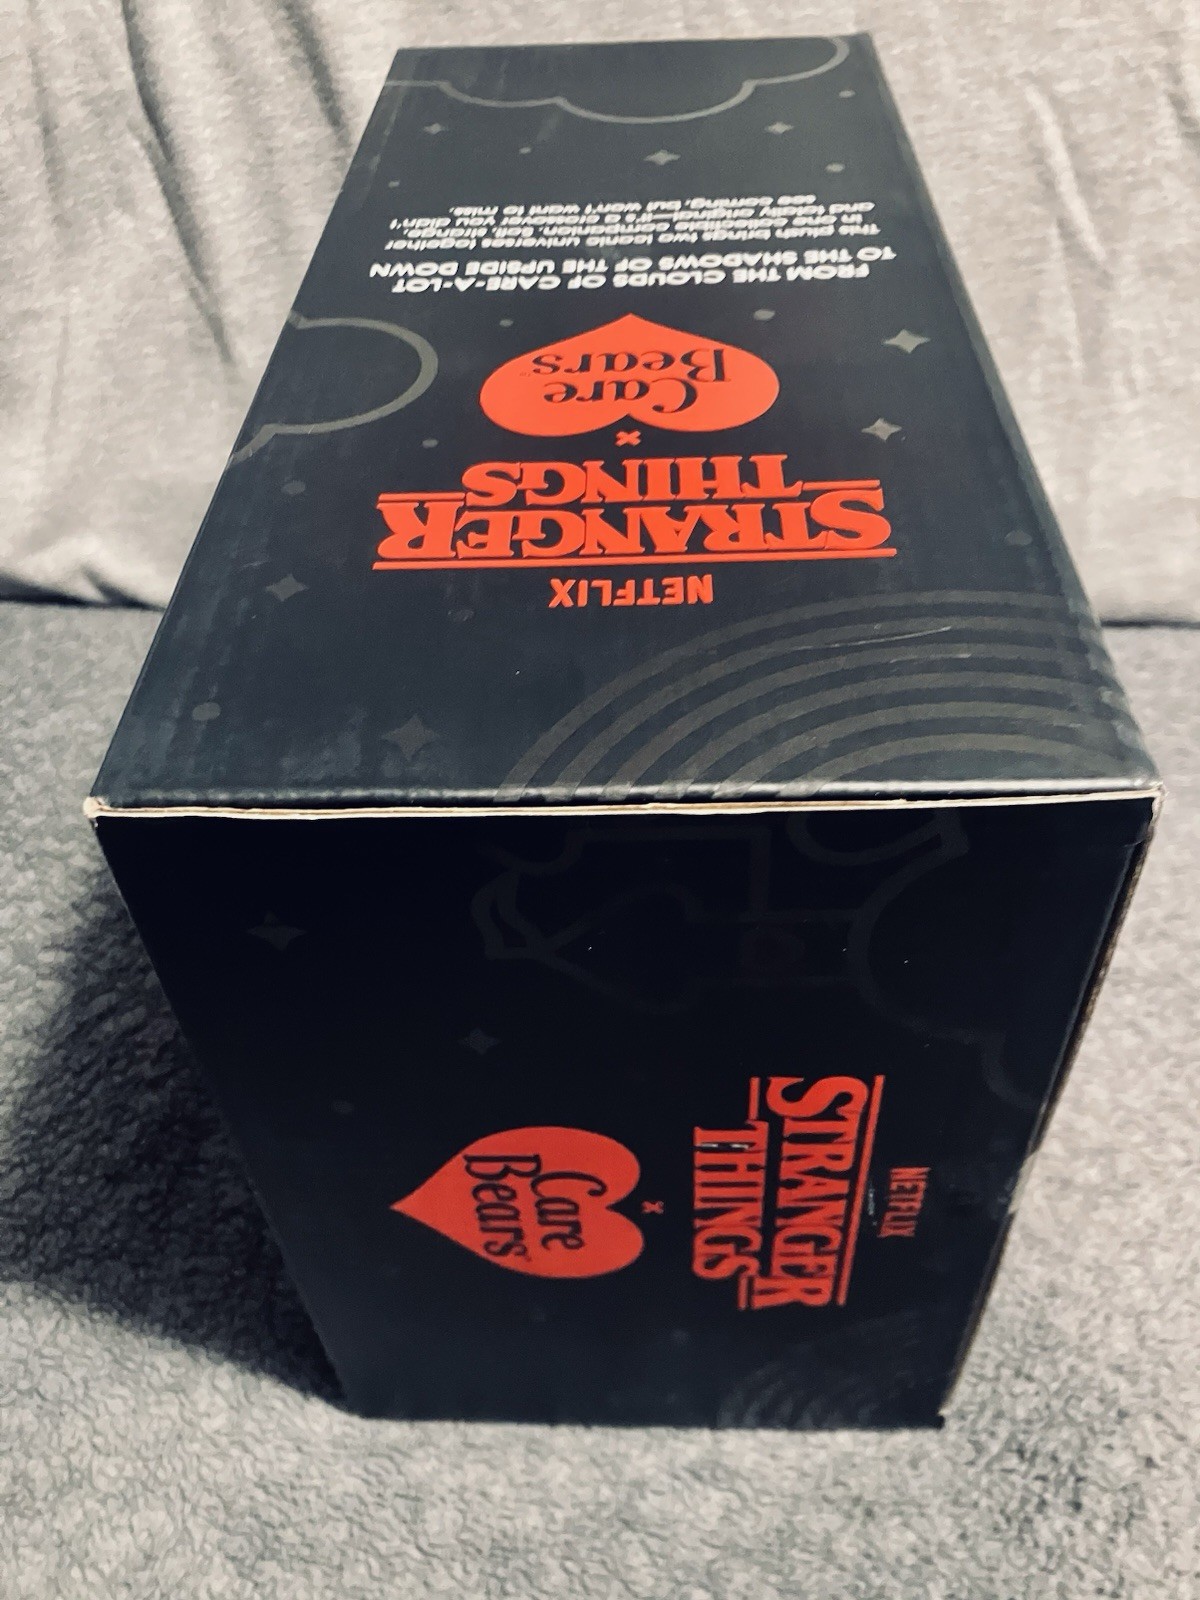 NETFLIX
STRANGER
THINGS
×
Care
Bears™
FROM THE CLOUDS OF CARE-A-LOT
TO THE SHADOWS OF THE UPSIDE DOWN
This plush brings two iconic universes together
in one collectible companion. Soft, strange,
and totally original—it's a crossover you didn't
see coming, but won't want to miss.
NETFLIX
STRANGER
THINGS
×
Care
Bears™